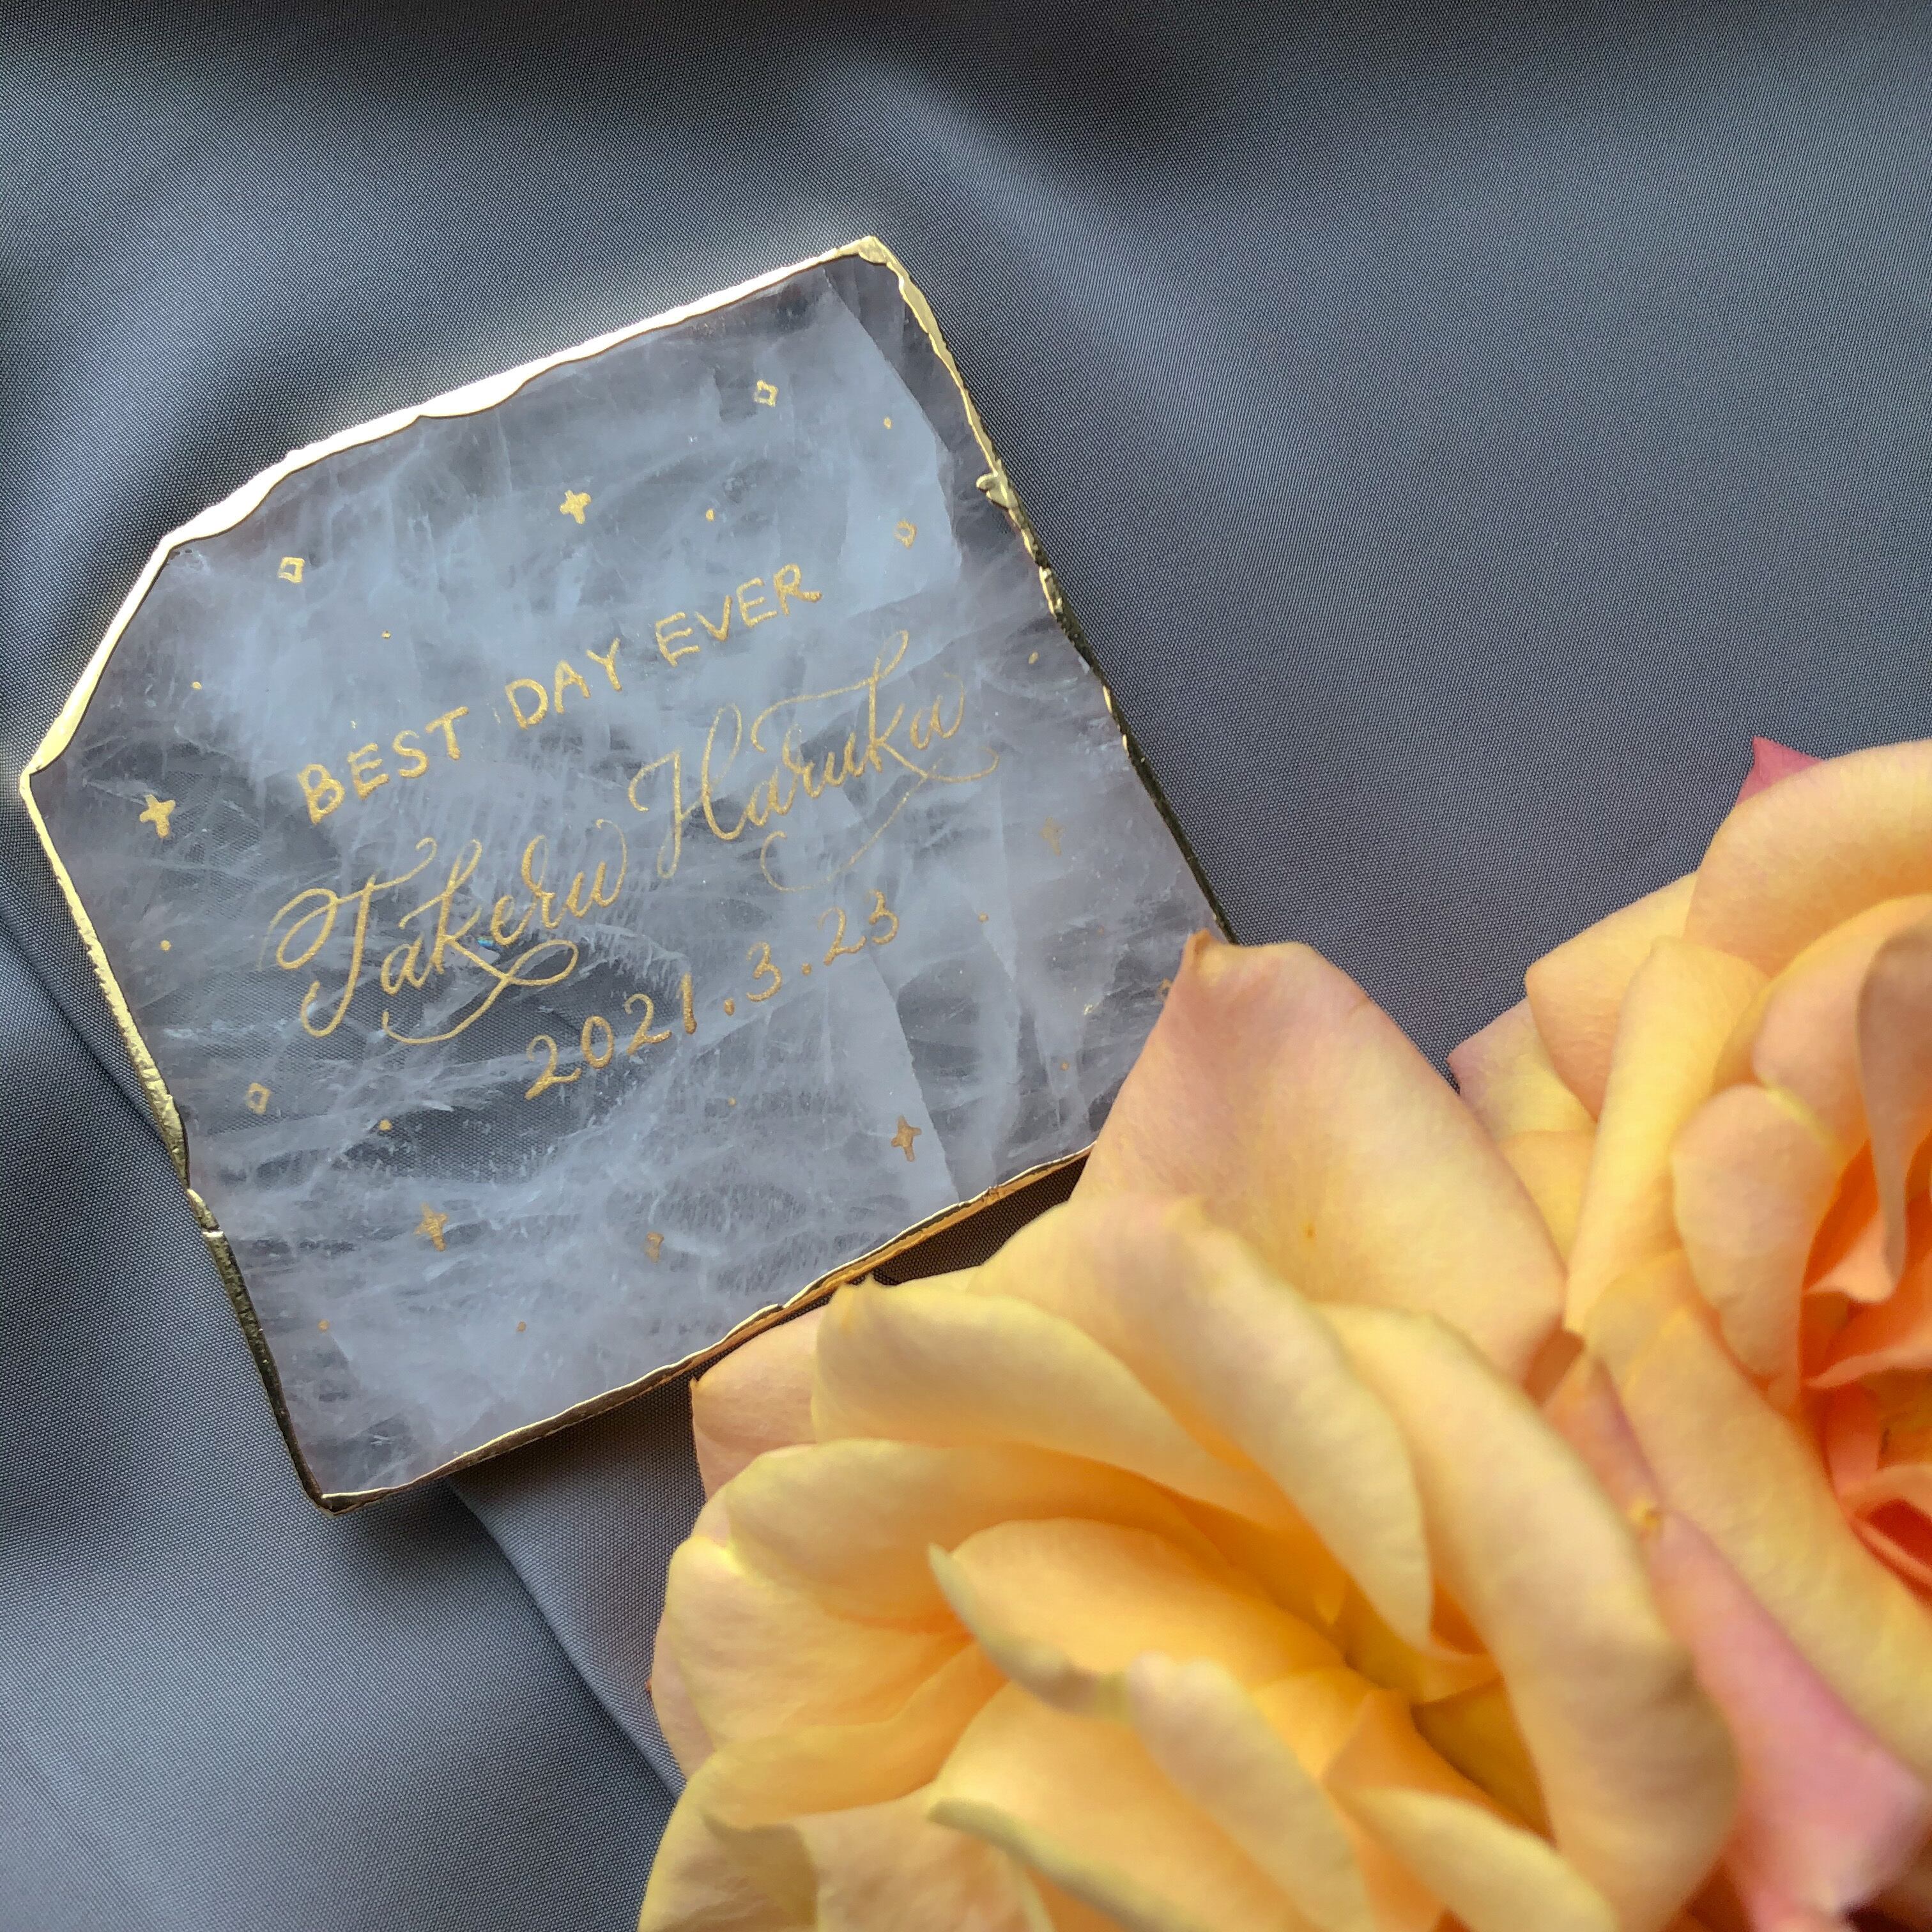 BEST DAY EVER
Takeru Haruka
2021.3.23